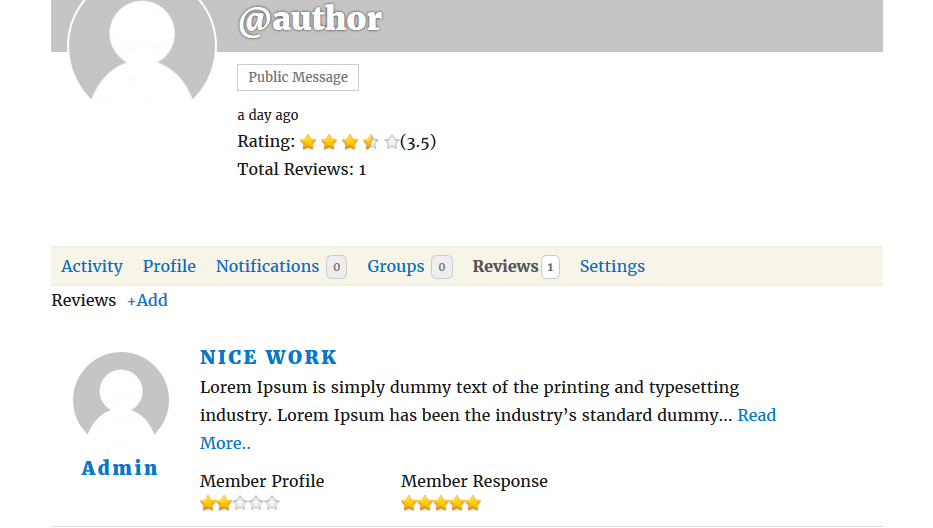 @author
Public Message
a day ago
Rating: (3.5)
Total Reviews: 1
Activity Profile Notifications 0 Groups 0 Reviews 1 Settings
Reviews +Add
NICE WORK
Lorem Ipsum is simply dummy text of the printing and typesetting
industry. Lorem Ipsum has been the industry’s standard dummy... Read
More..
Admin
Member Profile Member Response